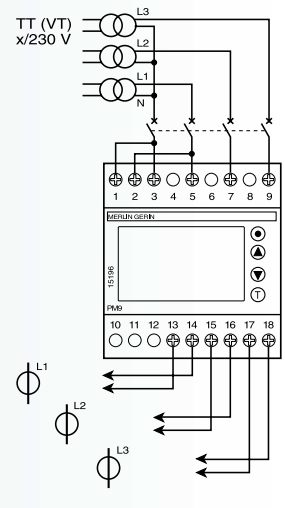 L3
TT (VT)
x/230 V
L2
L1
N
1 2 3 4 5 6 7 8 9
MERLIN GERIN
15196
T
PM9
10 11 12 13 14 15 16 17 18
L1
L2
L3